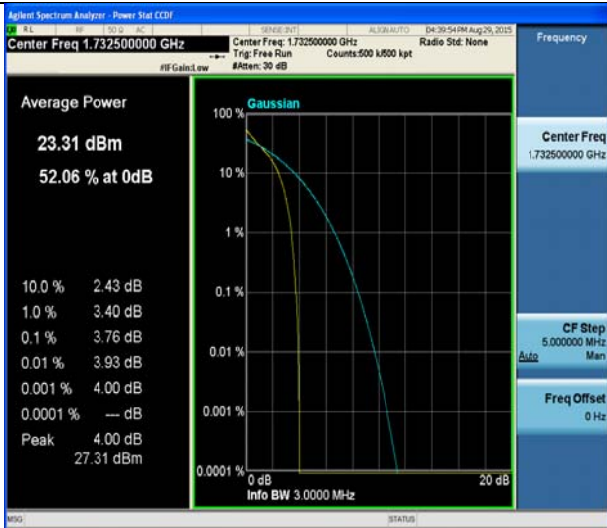 Agilent Spectrum Analyzer - Power Stat CCDF
RL RF 50 Ω AC SENSE:INT ALIGN AUTO 04:39:54 PM Aug 29, 2015
Center Freq 1.732500000 GHz
Center Freq: 1.732500000 GHz Radio Std: None
Trig: Free Run Counts:500 k/500 kpt
#IFGain:Low #Atten: 30 dB
Frequency
Average Power
23.31 dBm
52.06 % at 0dB
10.0 % 2.43 dB
1.0 % 3.40 dB
0.1 % 3.76 dB
0.01 % 3.93 dB
0.001 % 4.00 dB
0.0001 % --- dB
Peak 4.00 dB
27.31 dBm
Gaussian
100 %
10 %
1 %
0.1 %
0.01 %
0.001 %
0.0001 %
0 dB 20 dB
Info BW 3.0000 MHz
Center Freq
1.732500000 GHz
CF Step
5.000000 MHz
Auto Man
Freq Offset
0 Hz
MSG STATUS